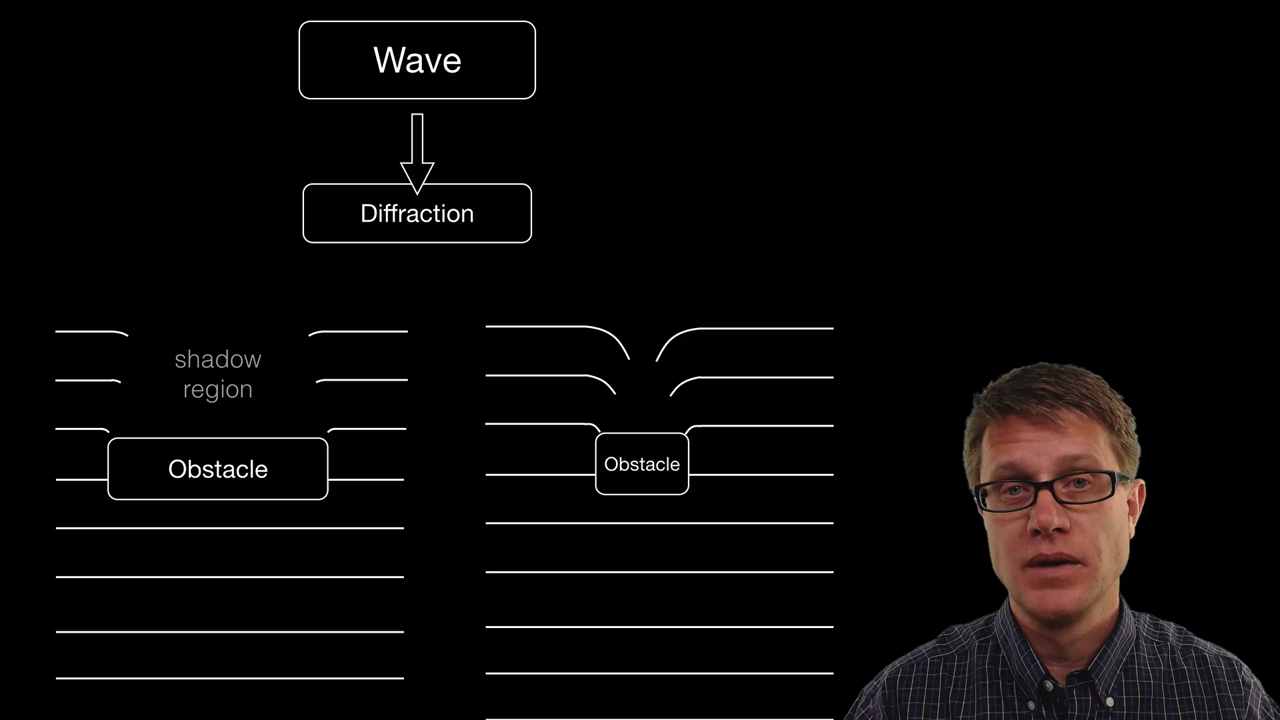 Wave
Diffraction
shadow
region
Obstacle
Obstacle